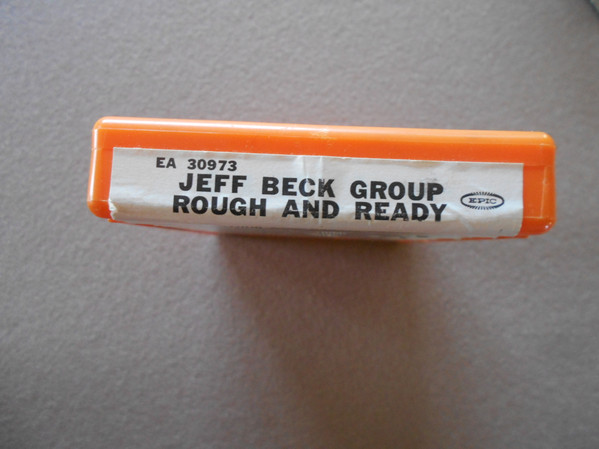 EA 30973
JEFF BECK GROUP
ROUGH AND READY
EPIC